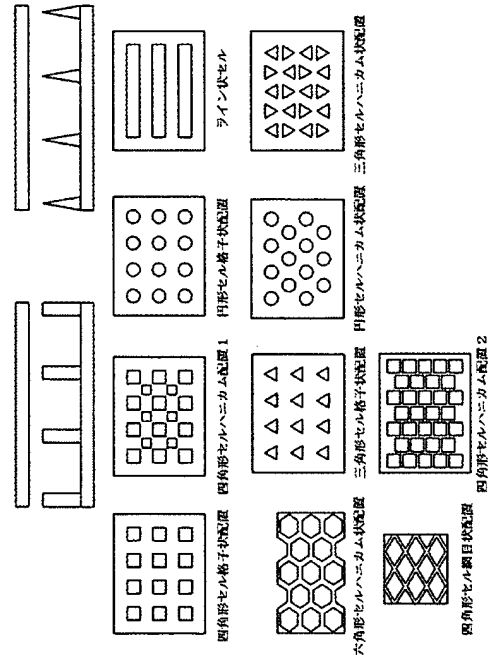 四角形セル格子状配置
四角形セルハニカム配置1
円形セル格子状配置
ライン状セル
六角形セルハニカム状配置
三角形セル格子状配置
円形セルハニカム状配置
三角形セルハニカム状配置
四角形セル網目状配置
四角形セルハニカム配置2